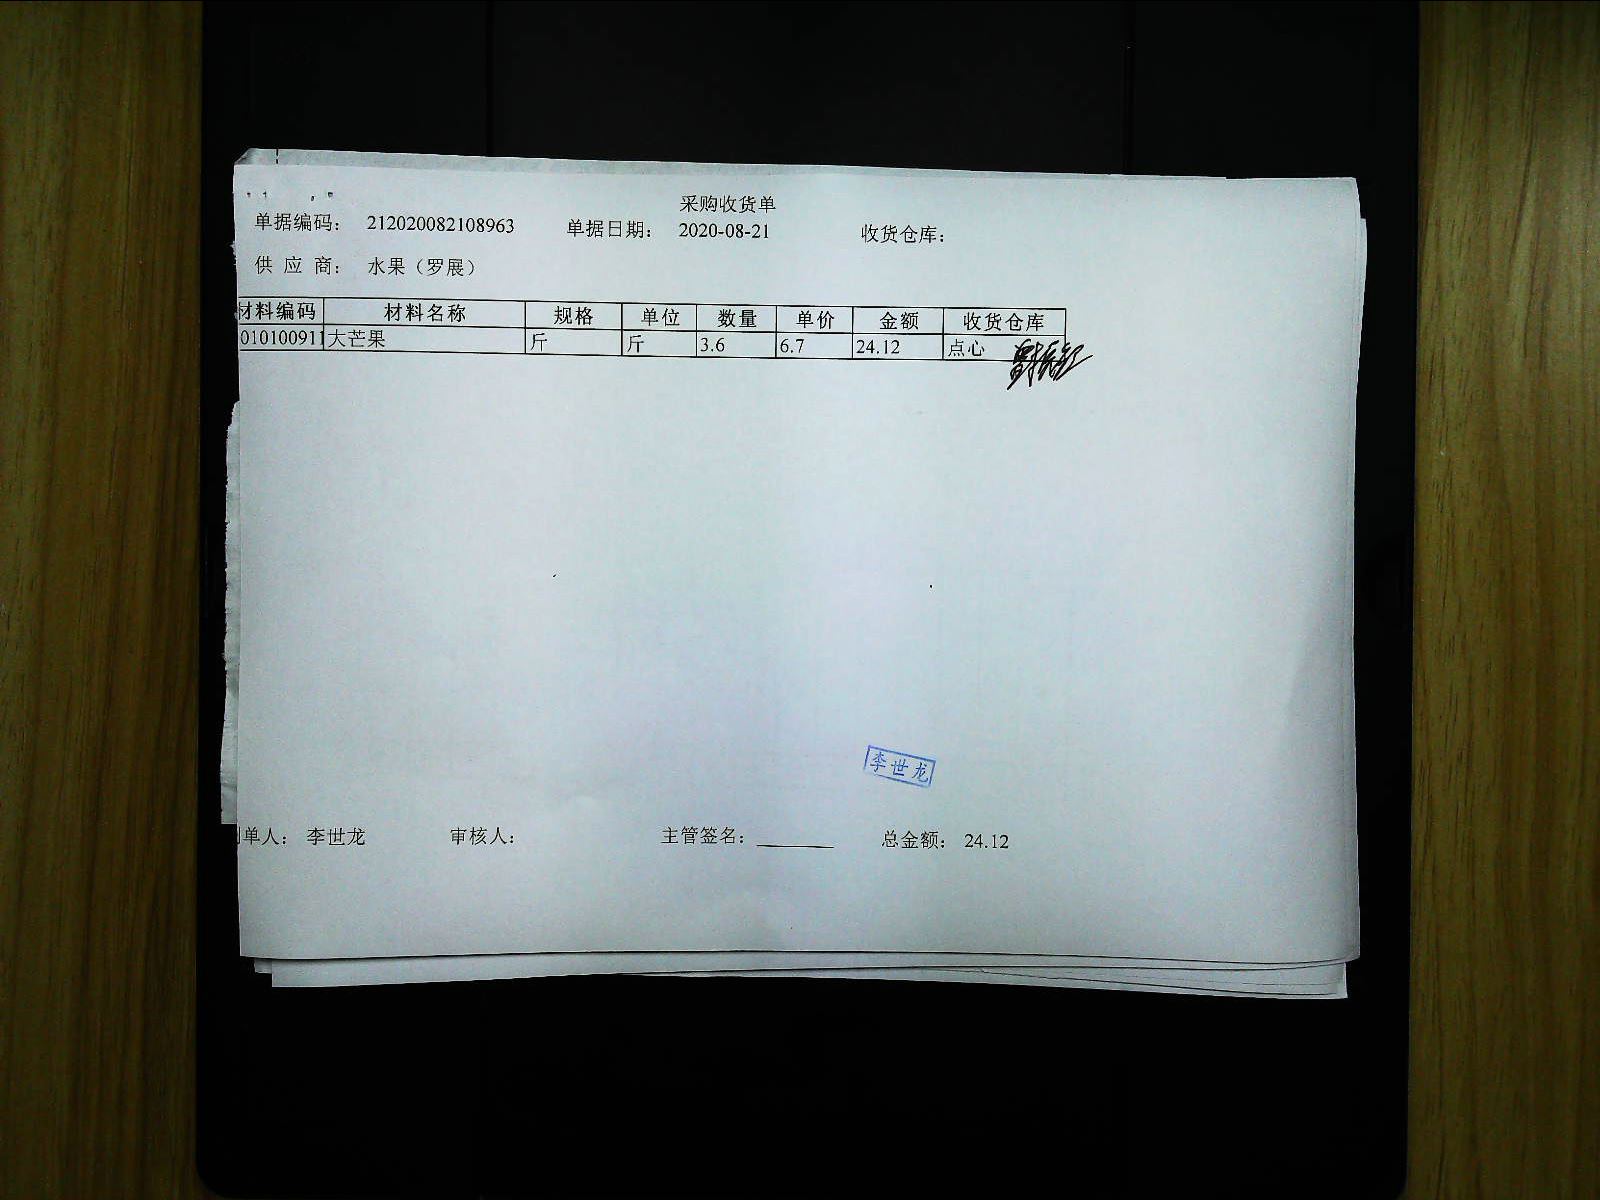 采购收货单
单据编码： 212020082108963 单据日期： 2020-08-21 收货仓库：
供 应 商： 水果（罗展）
材料编码 材料名称 规格 单位 数量 单价 金额 收货仓库
010100911 大芒果 斤 斤 3.6 6.7 24.12 点心
李世龙
单人： 李世龙 审核人： 主管签名： 总金额： 24.12